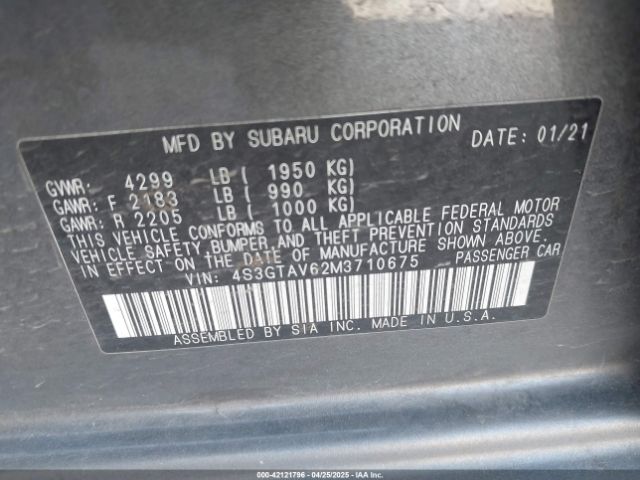 MFD BY SUBARU CORPORATION DATE: 01/21
GVWR: 4299 LB ( 1950 KG)
GAWR: F 2183 LB ( 990 KG)
GAWR: R 2205 LB ( 1000 KG)
THIS VEHICLE CONFORMS TO ALL APPLICABLE FEDERAL MOTOR
VEHICLE SAFETY, BUMPER AND THEFT PREVENTION STANDARDS
IN EFFECT ON THE DATE OF MANUFACTURE SHOWN ABOVE.
VIN: 4S3GTAV62M3710675 PASSENGER CAR
ASSEMBLED BY SIA INC. MADE IN U.S.A.
000-42121796 - 04/25/2025 - IAA Inc.